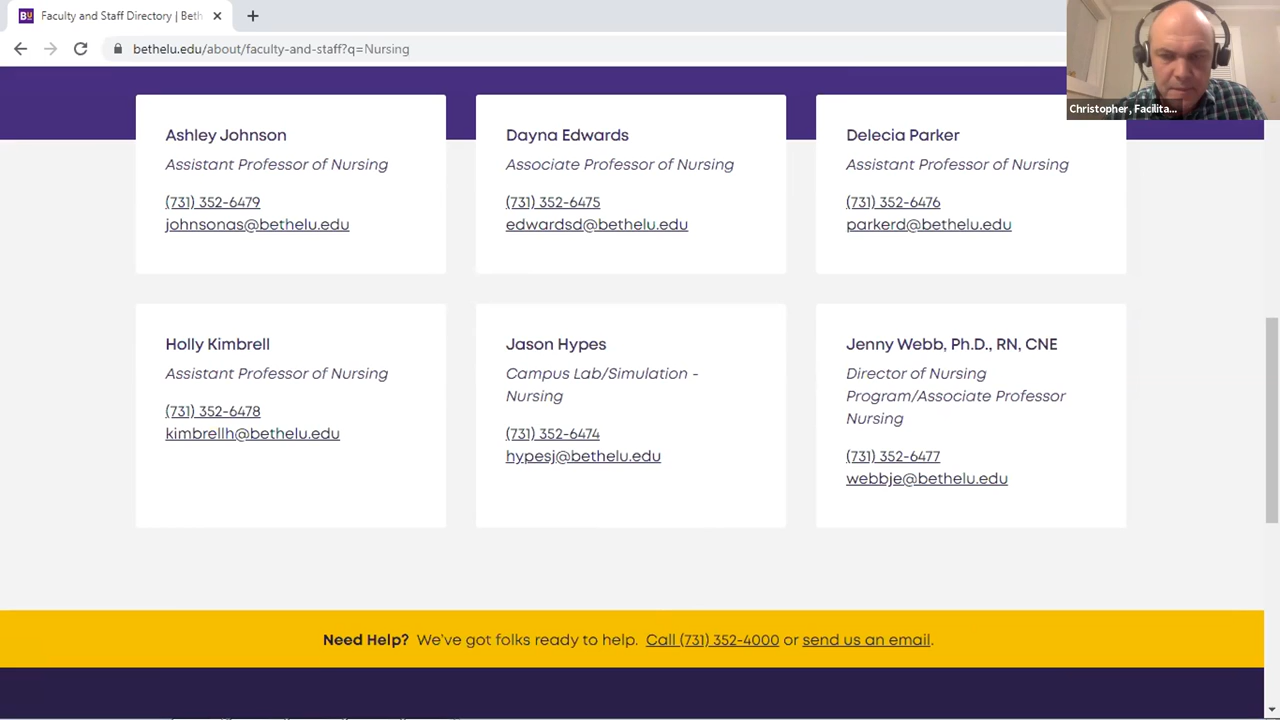 BU Faculty and Staff Directory | Beth
bethelu.edu/about/faculty-and-staff?q=Nursing
Christopher, Facilita...
Ashley Johnson
Assistant Professor of Nursing
(731) 352-6479
johnsonas@bethelu.edu
Dayna Edwards
Associate Professor of Nursing
(731) 352-6475
edwardsd@bethelu.edu
Delecia Parker
Assistant Professor of Nursing
(731) 352-6476
parkerd@bethelu.edu
Holly Kimbrell
Assistant Professor of Nursing
(731) 352-6478
kimbrellh@bethelu.edu
Jason Hypes
Campus Lab/Simulation -
Nursing
(731) 352-6474
hypesj@bethelu.edu
Jenny Webb, Ph.D., RN, CNE
Director of Nursing
Program/Associate Professor
Nursing
(731) 352-6477
webbje@bethelu.edu
Need Help? We've got folks ready to help. Call (731) 352-4000 or send us an email.